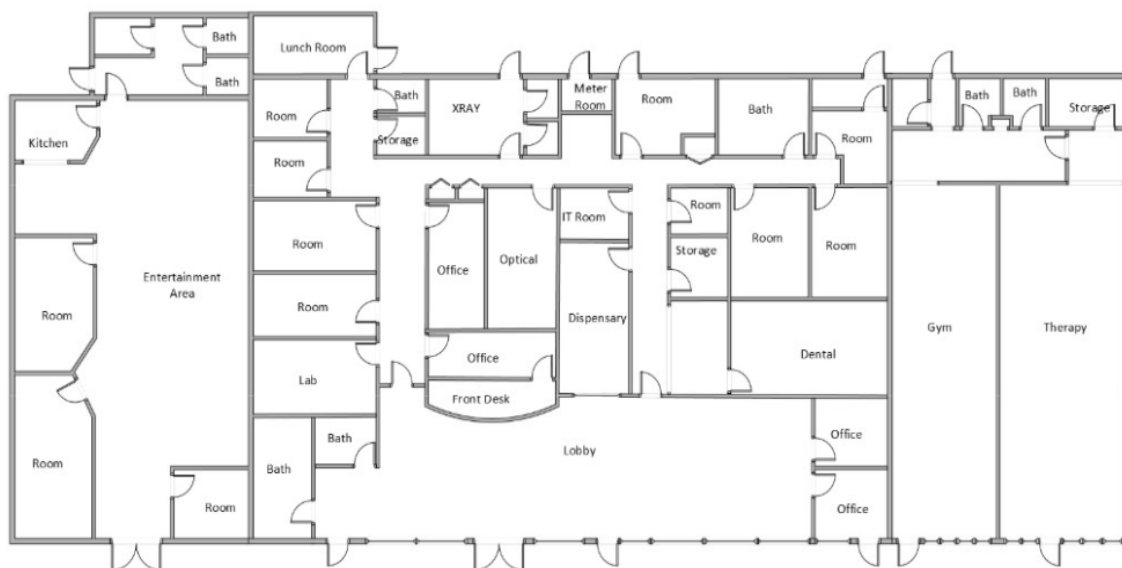 Bath
Lunch Room
Bath
Bath
XRAY
Meter
Room
Room
Bath
Bath
Bath
Storage
Room
Kitchen
Storage
Room
Room
Room
IT Room
Room
Room
Office
Optical
Storage
Room
Room
Entertainment
Area
Room
Room
Dispensary
Gym
Therapy
Office
Dental
Lab
Front Desk
Bath
Lobby
Office
Room
Bath
Room
Office